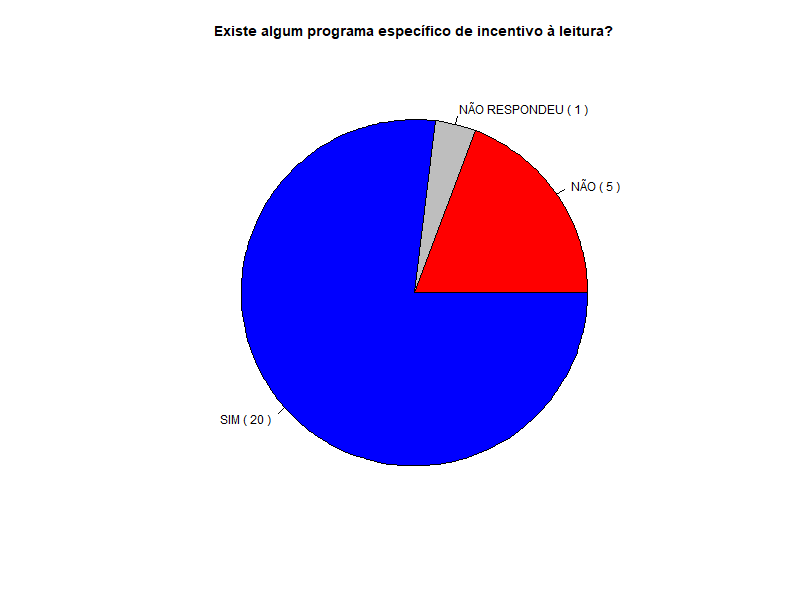 Existe algum programa específico de incentivo à leitura?
NÃO RESPONDEU ( 1 )
NÃO ( 5 )
SIM ( 20 )